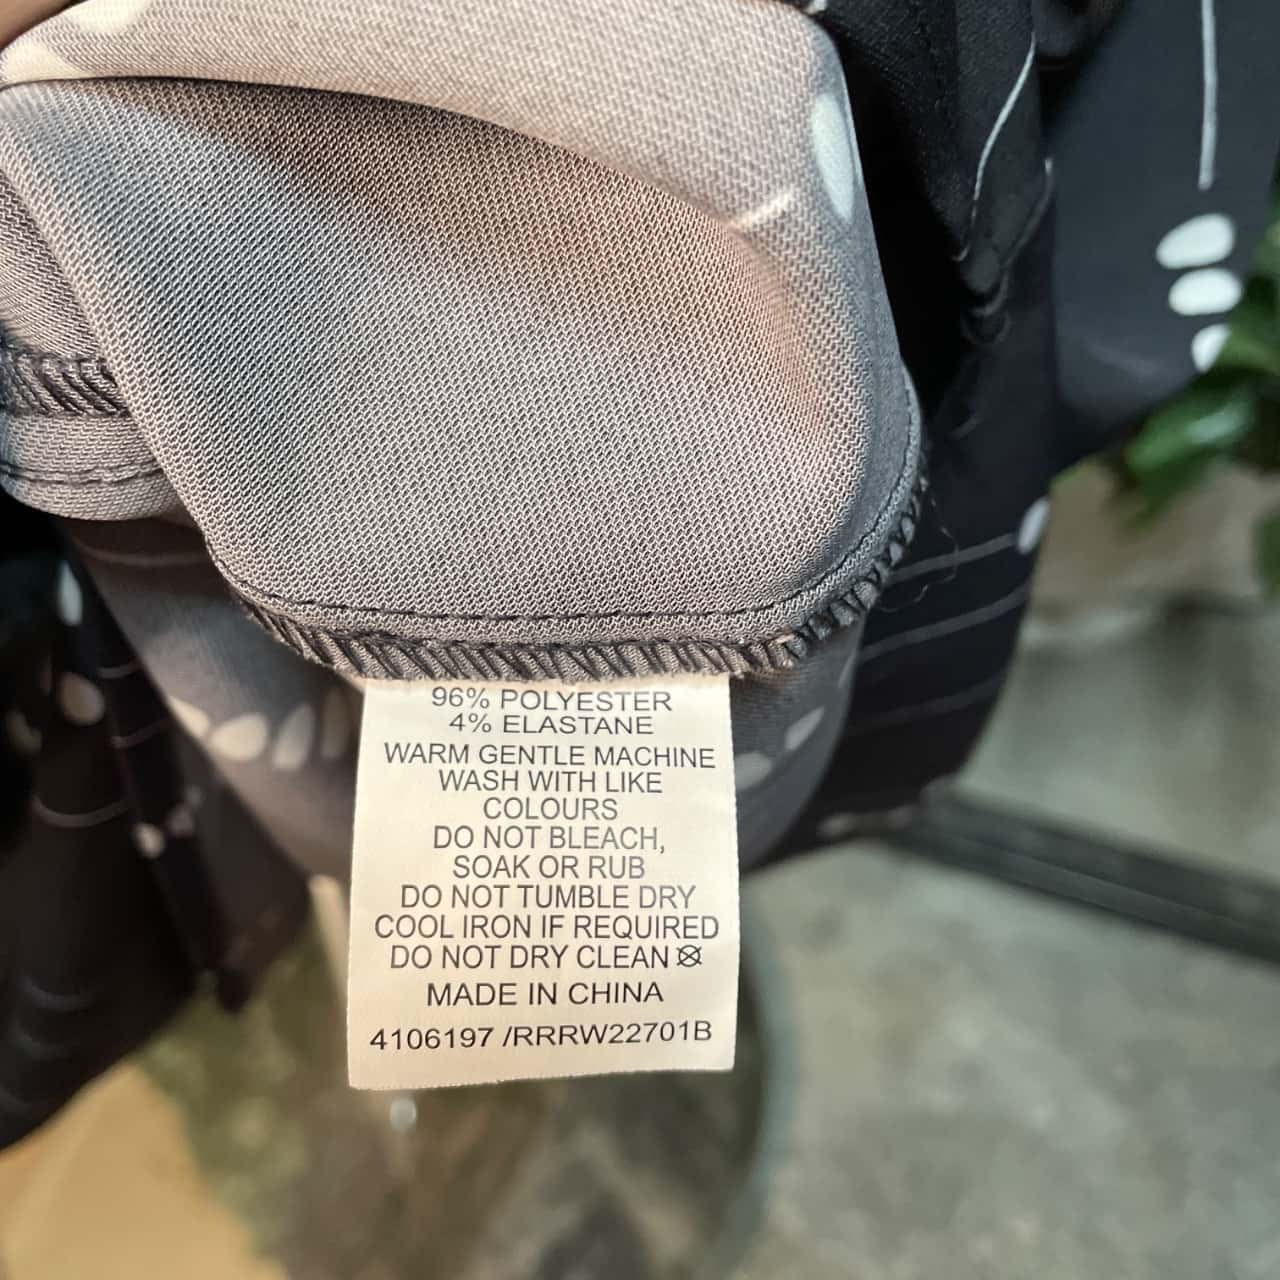 96% POLYESTER
4% ELASTANE
WARM GENTLE MACHINE
WASH WITH LIKE
COLOURS
DO NOT BLEACH,
SOAK OR RUB
DO NOT TUMBLE DRY
COOL IRON IF REQUIRED
DO NOT DRY CLEAN
MADE IN CHINA
4106197 /RRRW22701B